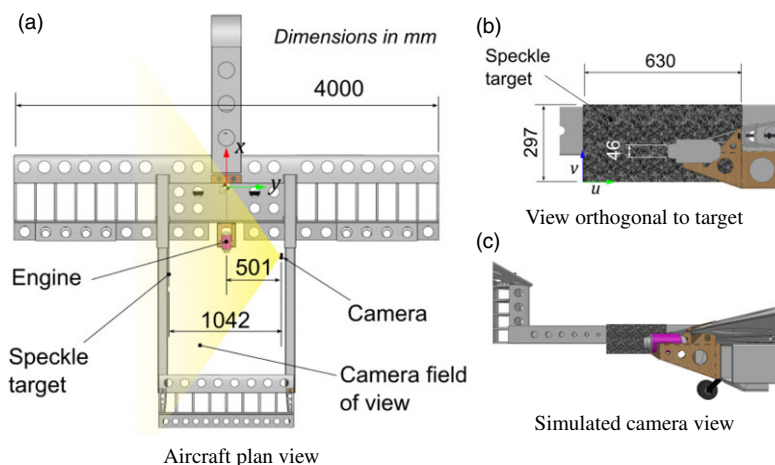 (a)
Dimensions in mm
4000
x
y
Engine
501
Camera
1042
Speckle
target
Camera field
of view
Aircraft plan view
(b)
Speckle
target
630
297
46
v
u
View orthogonal to target
(c)
Simulated camera view